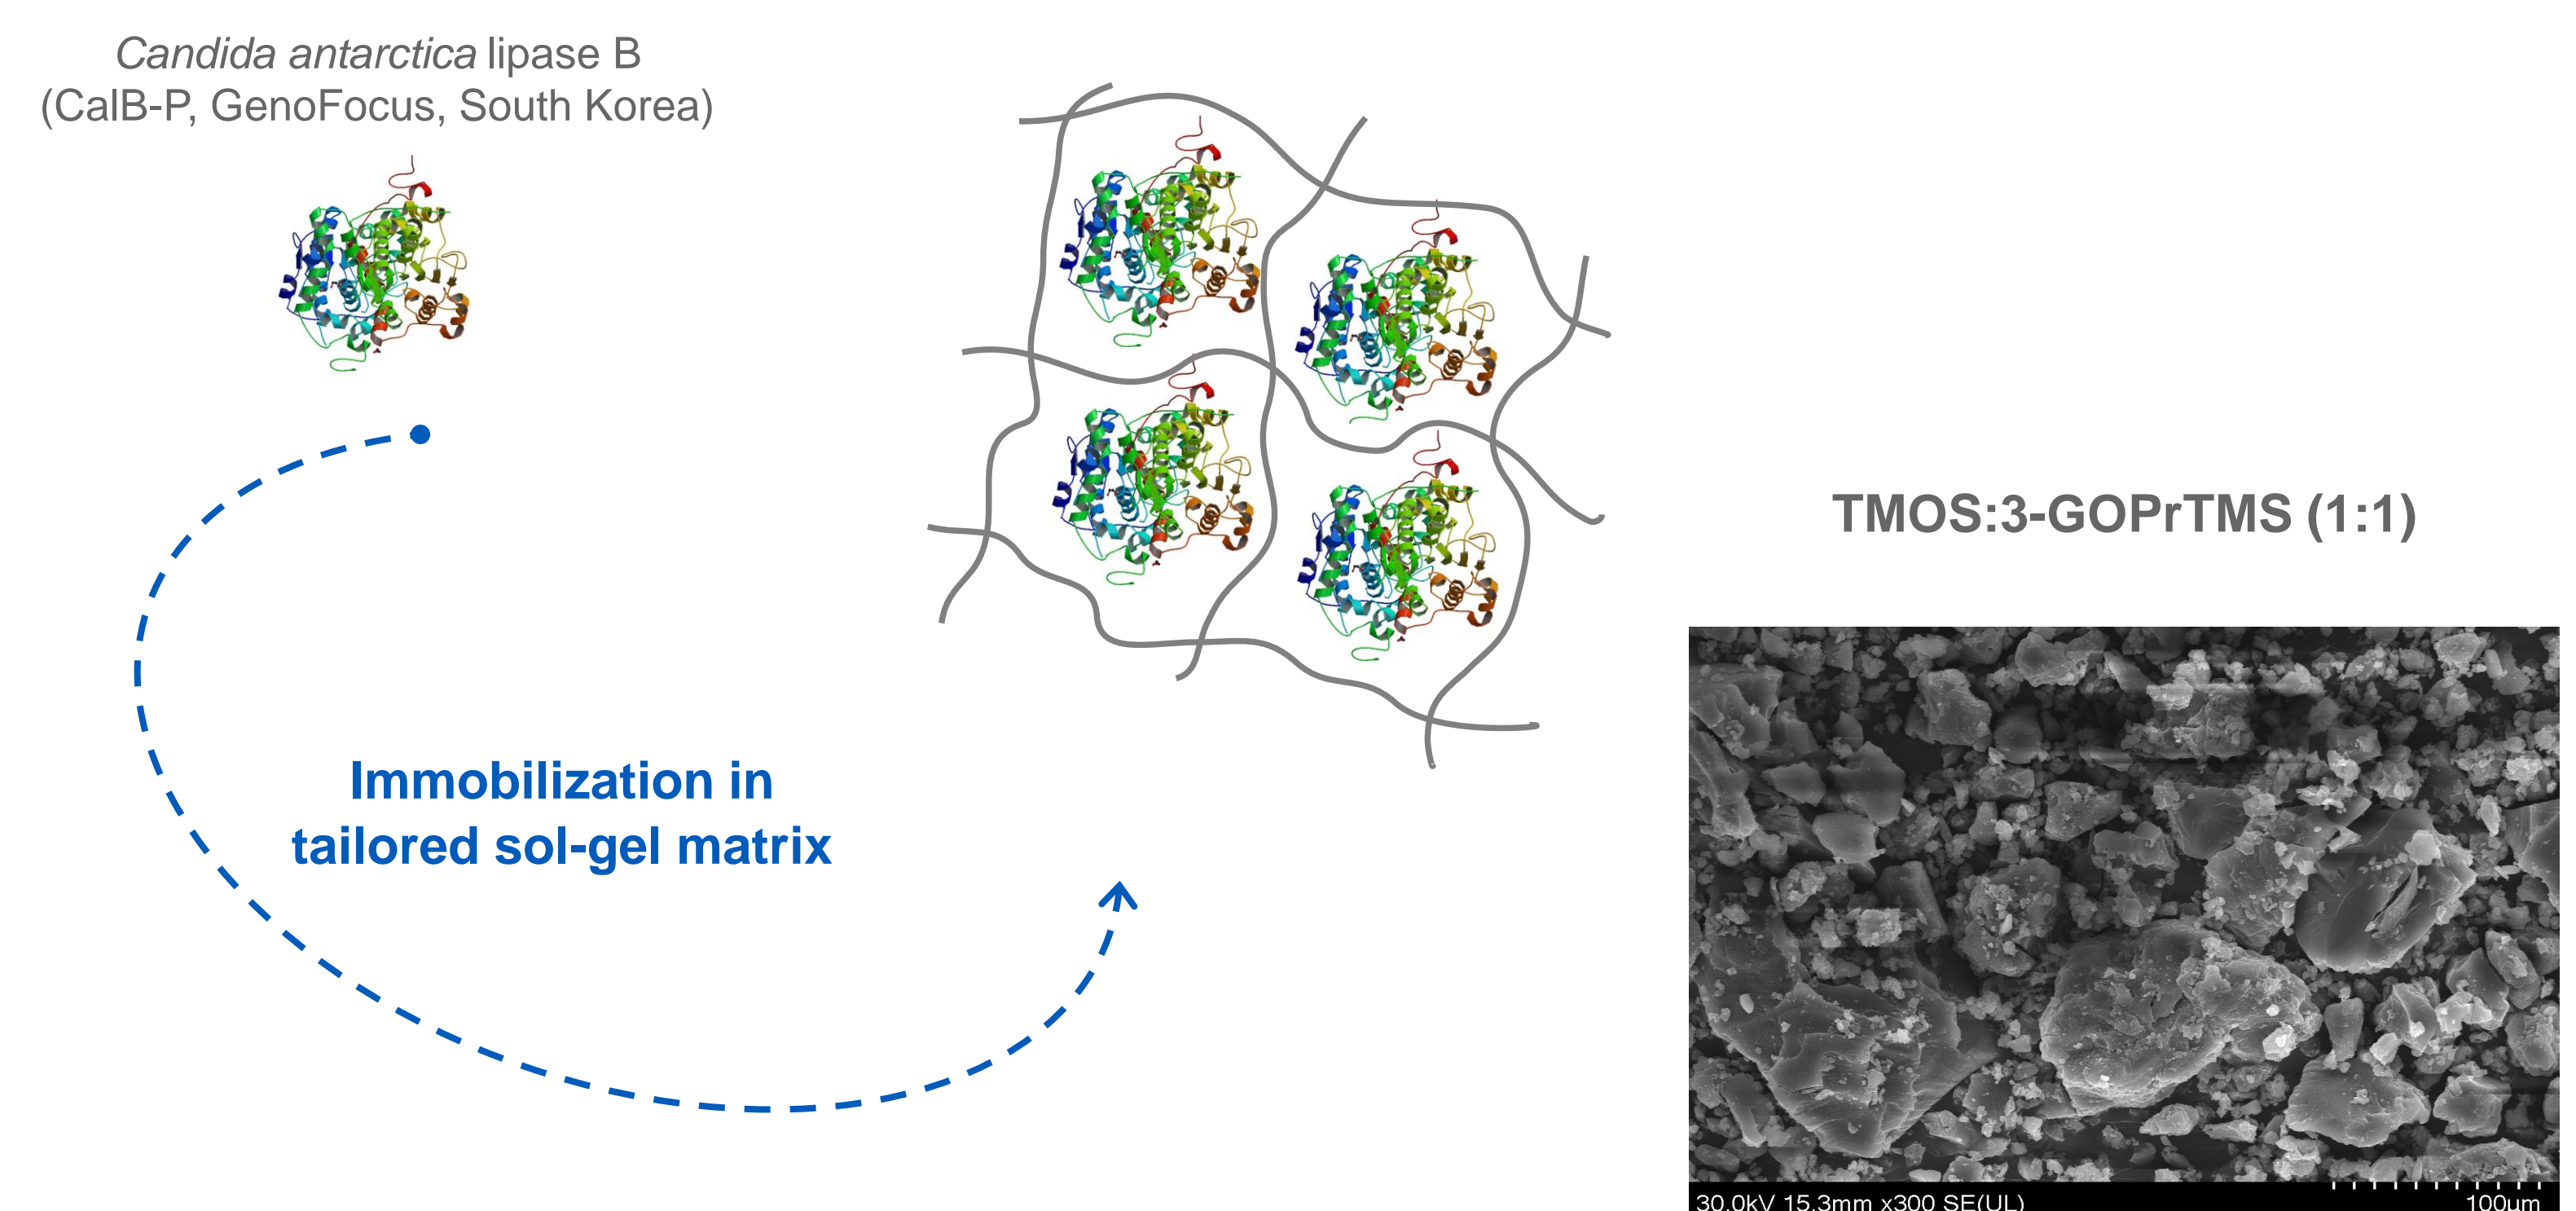 Candida antarctica lipase B
(CalB-P, GenoFocus, South Korea)
Immobilization in
tailored sol-gel matrix
TMOS:3-GOPrTMS (1:1)
30.0kV 15.3mm x300 SE(UL)
100um